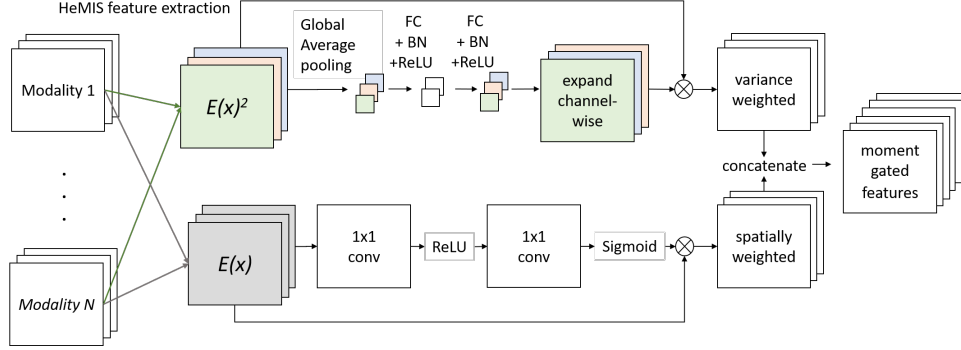 HeMIS feature extraction
Modality 1
Modality N
E(x)²
Global
Average
pooling
FC
+ BN
+ReLU
FC
+ BN
+ReLU
expand
channel-
wise
variance
weighted
concatenate
moment
gated
features
E(x)
1x1
conv
ReLU
1x1
conv
Sigmoid
spatially
weighted